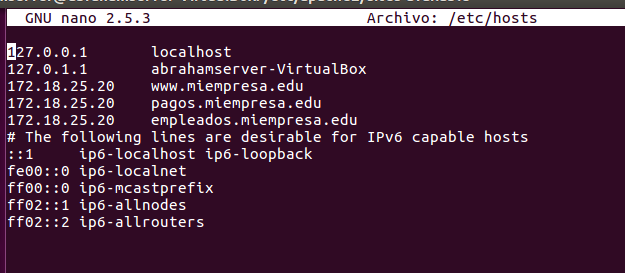 GNU nano 2.5.3 Archivo: /etc/hosts
127.0.0.1 localhost
127.0.1.1 abrahamserver-VirtualBox
172.18.25.20 www.miempresa.edu
172.18.25.20 pagos.miempresa.edu
172.18.25.20 empleados.miempresa.edu
# The following lines are desirable for IPv6 capable hosts
::1 ip6-localhost ip6-loopback
fe00::0 ip6-localnet
ff00::0 ip6-mcastprefix
ff02::1 ip6-allnodes
ff02::2 ip6-allrouters